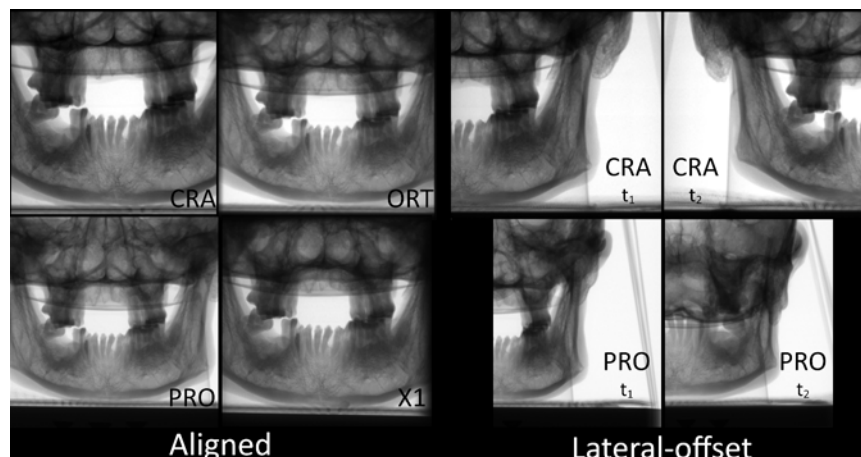 CRA
ORT
CRA
t₁
CRA
t₂
PRO
X1
PRO
t₁
PRO
t₂
Aligned
Lateral-offset